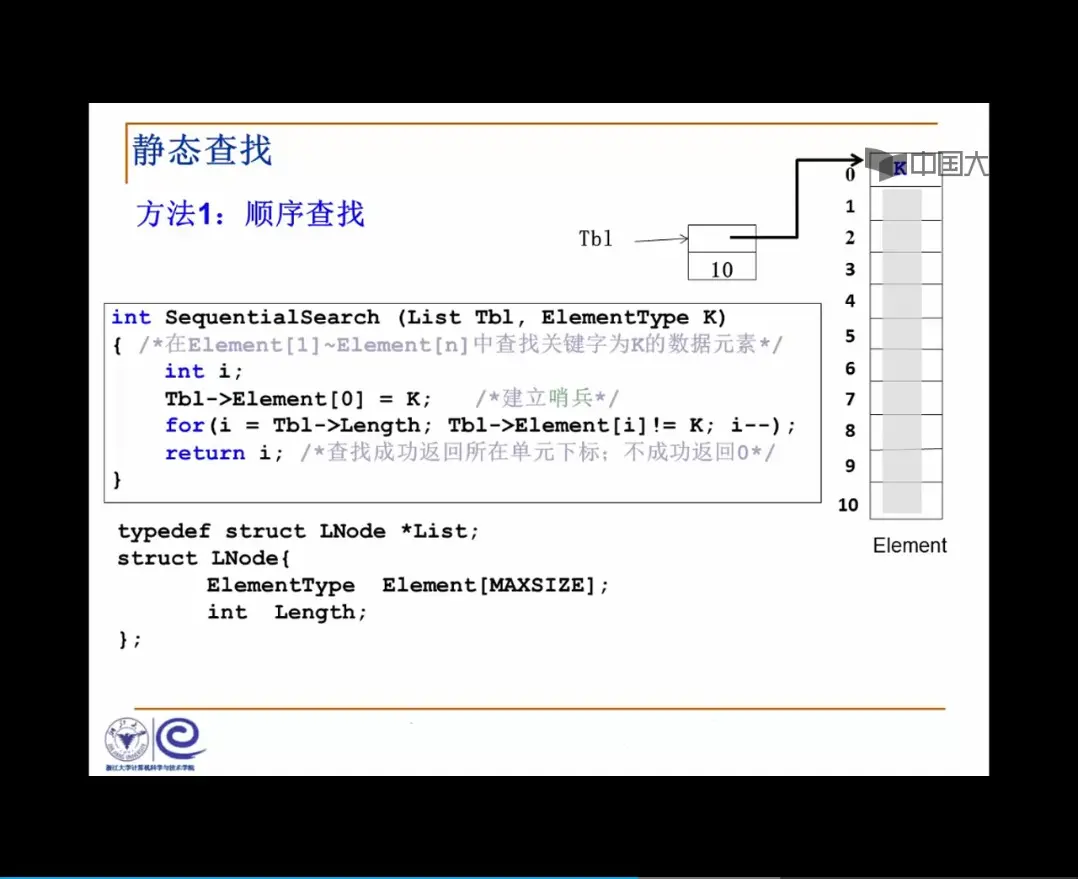 静态查找
方法1：顺序查找
Tbl
10
K
中国大
0
1
2
3
4
5
6
7
8
9
10
Element
int SequentialSearch (List Tbl, ElementType K)
{ /*在Element[1]~Element[n]中查找关键字为K的数据元素*/
int i;
Tbl->Element[0] = K; /*建立哨兵*/
for(i = Tbl->Length; Tbl->Element[i]!= K; i--);
return i; /*查找成功返回所在单元下标；不成功返回0*/
}
typedef struct LNode *List;
struct LNode{
ElementType Element[MAXSIZE];
int Length;
};
浙江大学计算机科学与技术学院